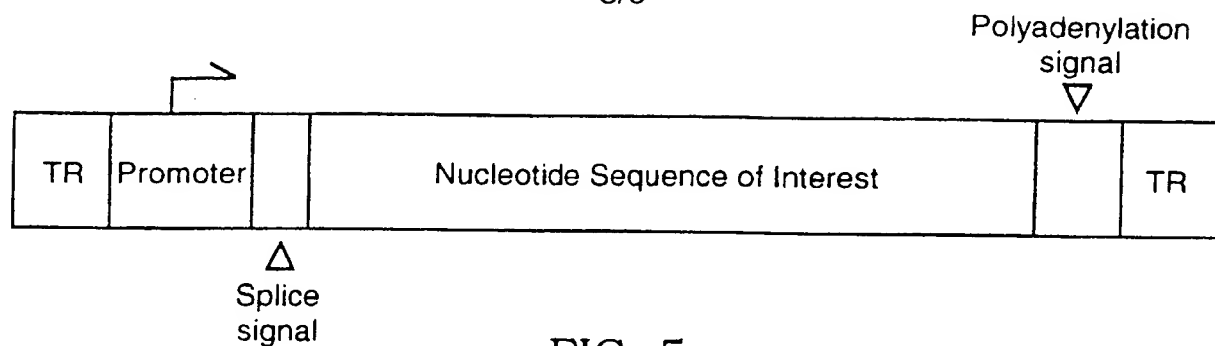 Polyadenylation
signal
TR Promoter Nucleotide Sequence of Interest TR
Splice
signal